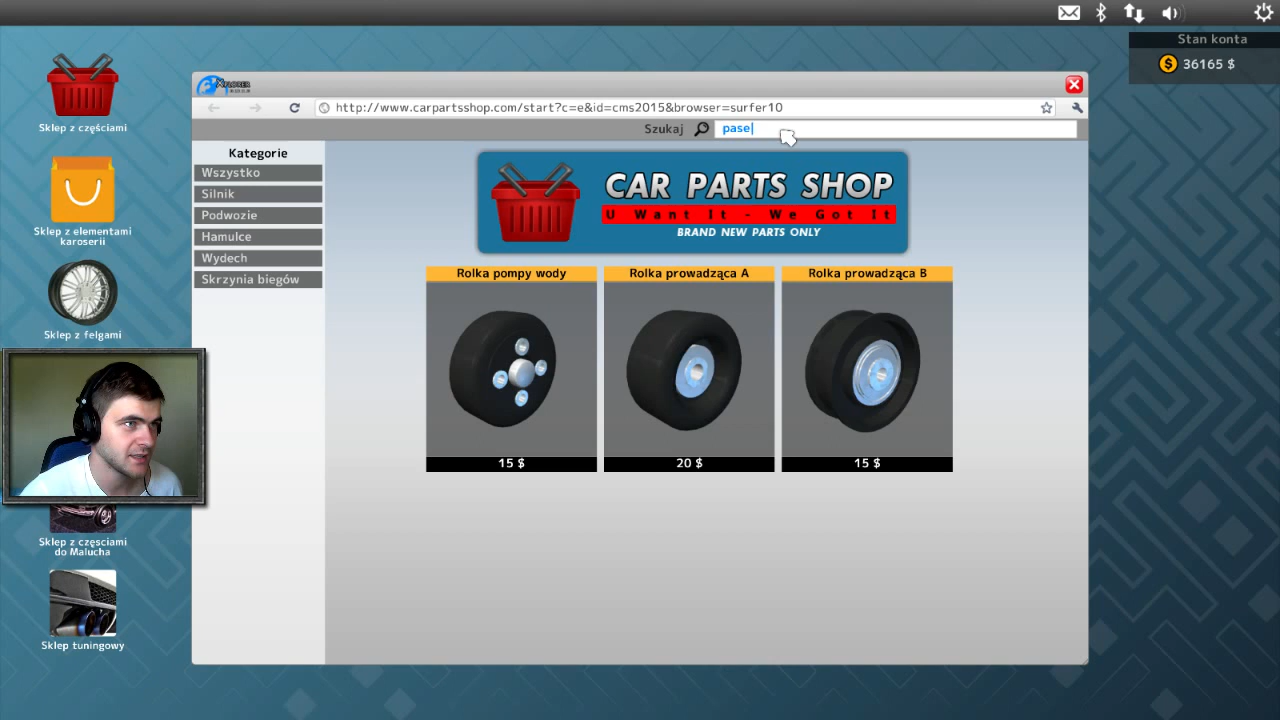 Stan konta
36165 $
Sklep z częściami
Sklep z elementami
karoserii
Sklep z felgami
Sklep z częsciami
do Malucha
Sklep tuningowy
http://www.carpartsshop.com/start?c=e&id=cms2015&browser=surfer10
Szukaj
pase
Kategorie
Wszystko
Silnik
Podwozie
Hamulce
Wydech
Skrzynia biegów
CAR PARTS SHOP
U Want It - We Got It
BRAND NEW PARTS ONLY
Rolka pompy wody
15 $
Rolka prowadząca A
20 $
Rolka prowadząca B
15 $